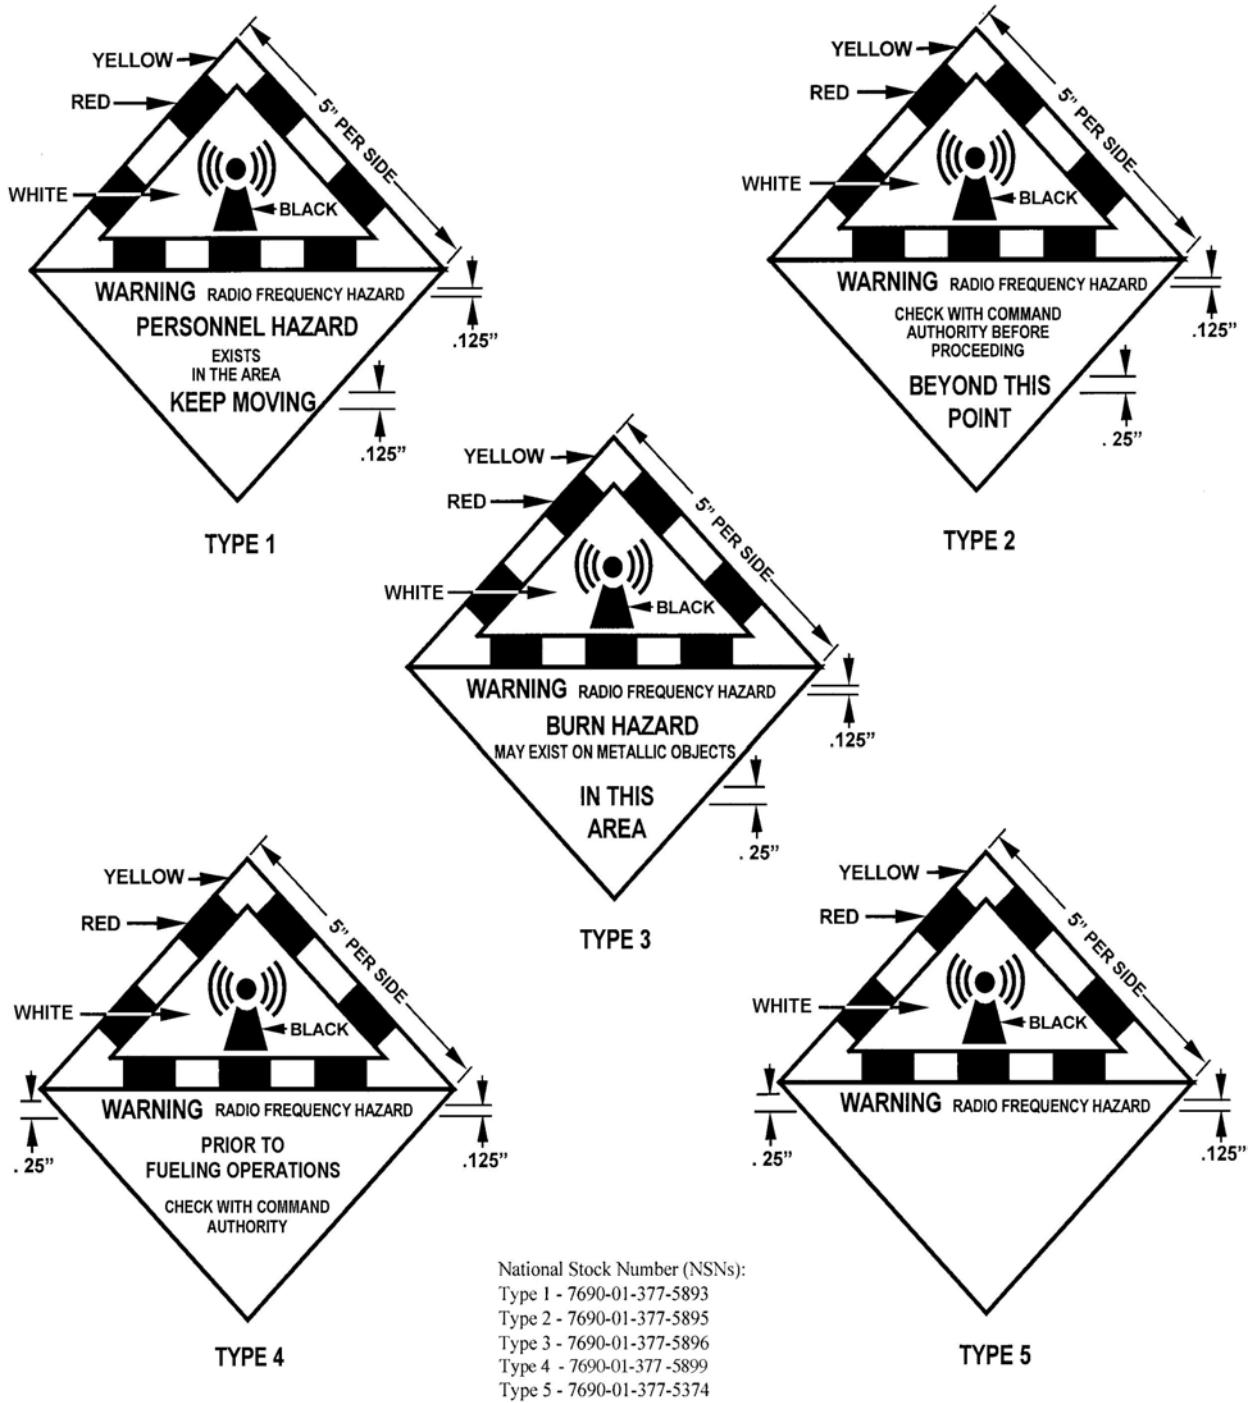 YELLOW
RED
5” PER SIDE
WHITE
BLACK
WARNING RADIO FREQUENCY HAZARD
PERSONNEL HAZARD
EXISTS
IN THE AREA
KEEP MOVING
.125”
.125”
TYPE 1
YELLOW
RED
5” PER SIDE
WHITE
BLACK
WARNING RADIO FREQUENCY HAZARD
CHECK WITH COMMAND
AUTHORITY BEFORE
PROCEEDING
BEYOND THIS
POINT
.125”
. 25”
TYPE 2
YELLOW
RED
5” PER SIDE
WHITE
BLACK
WARNING RADIO FREQUENCY HAZARD
BURN HAZARD
MAY EXIST ON METALLIC OBJECTS
IN THIS
AREA
.125”
. 25”
TYPE 3
YELLOW
RED
5” PER SIDE
WHITE
BLACK
WARNING RADIO FREQUENCY HAZARD
PRIOR TO
FUELING OPERATIONS
CHECK WITH COMMAND
AUTHORITY
. 25”
.125”
TYPE 4
YELLOW
RED
5” PER SIDE
WHITE
BLACK
WARNING RADIO FREQUENCY HAZARD
. 25”
.125”
TYPE 5
National Stock Number (NSNs):
Type 1 - 7690-01-377-5893
Type 2 - 7690-01-377-5895
Type 3 - 7690-01-377-5896
Type 4 - 7690-01-377-5899
Type 5 - 7690-01-377-5374